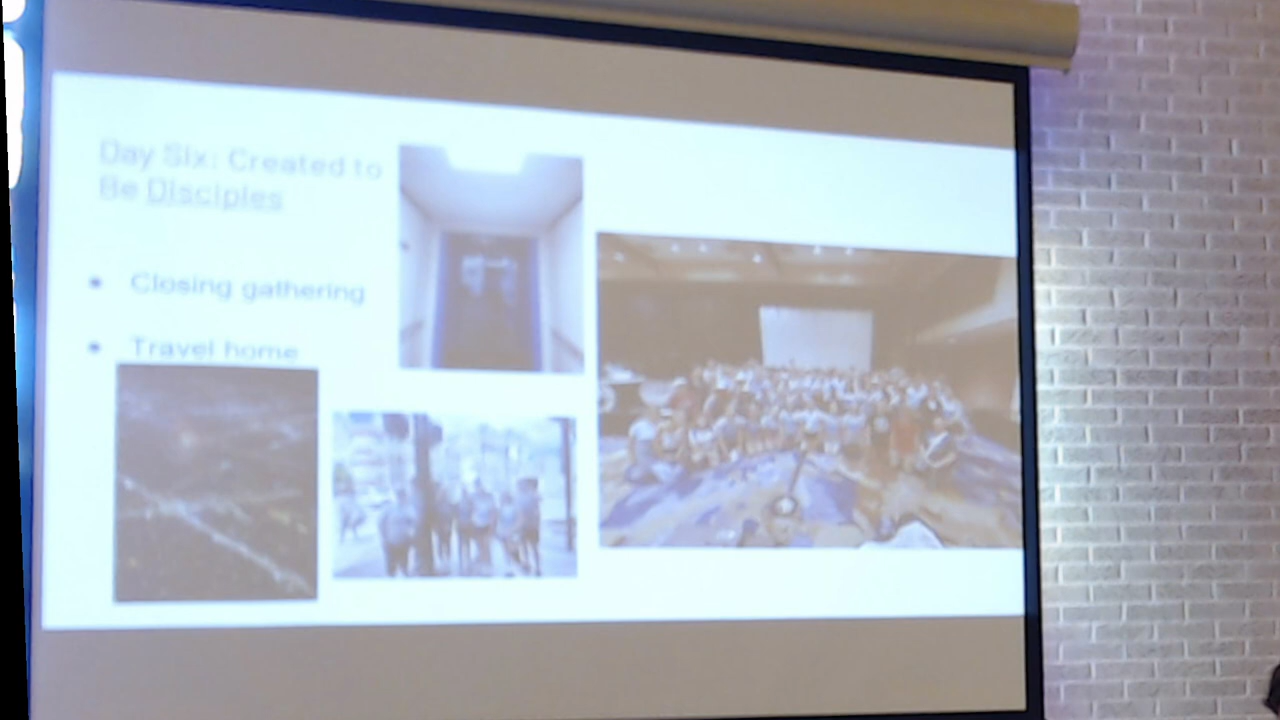 Day Six: Created to
Be Disciples
• Closing gathering
• Travel home